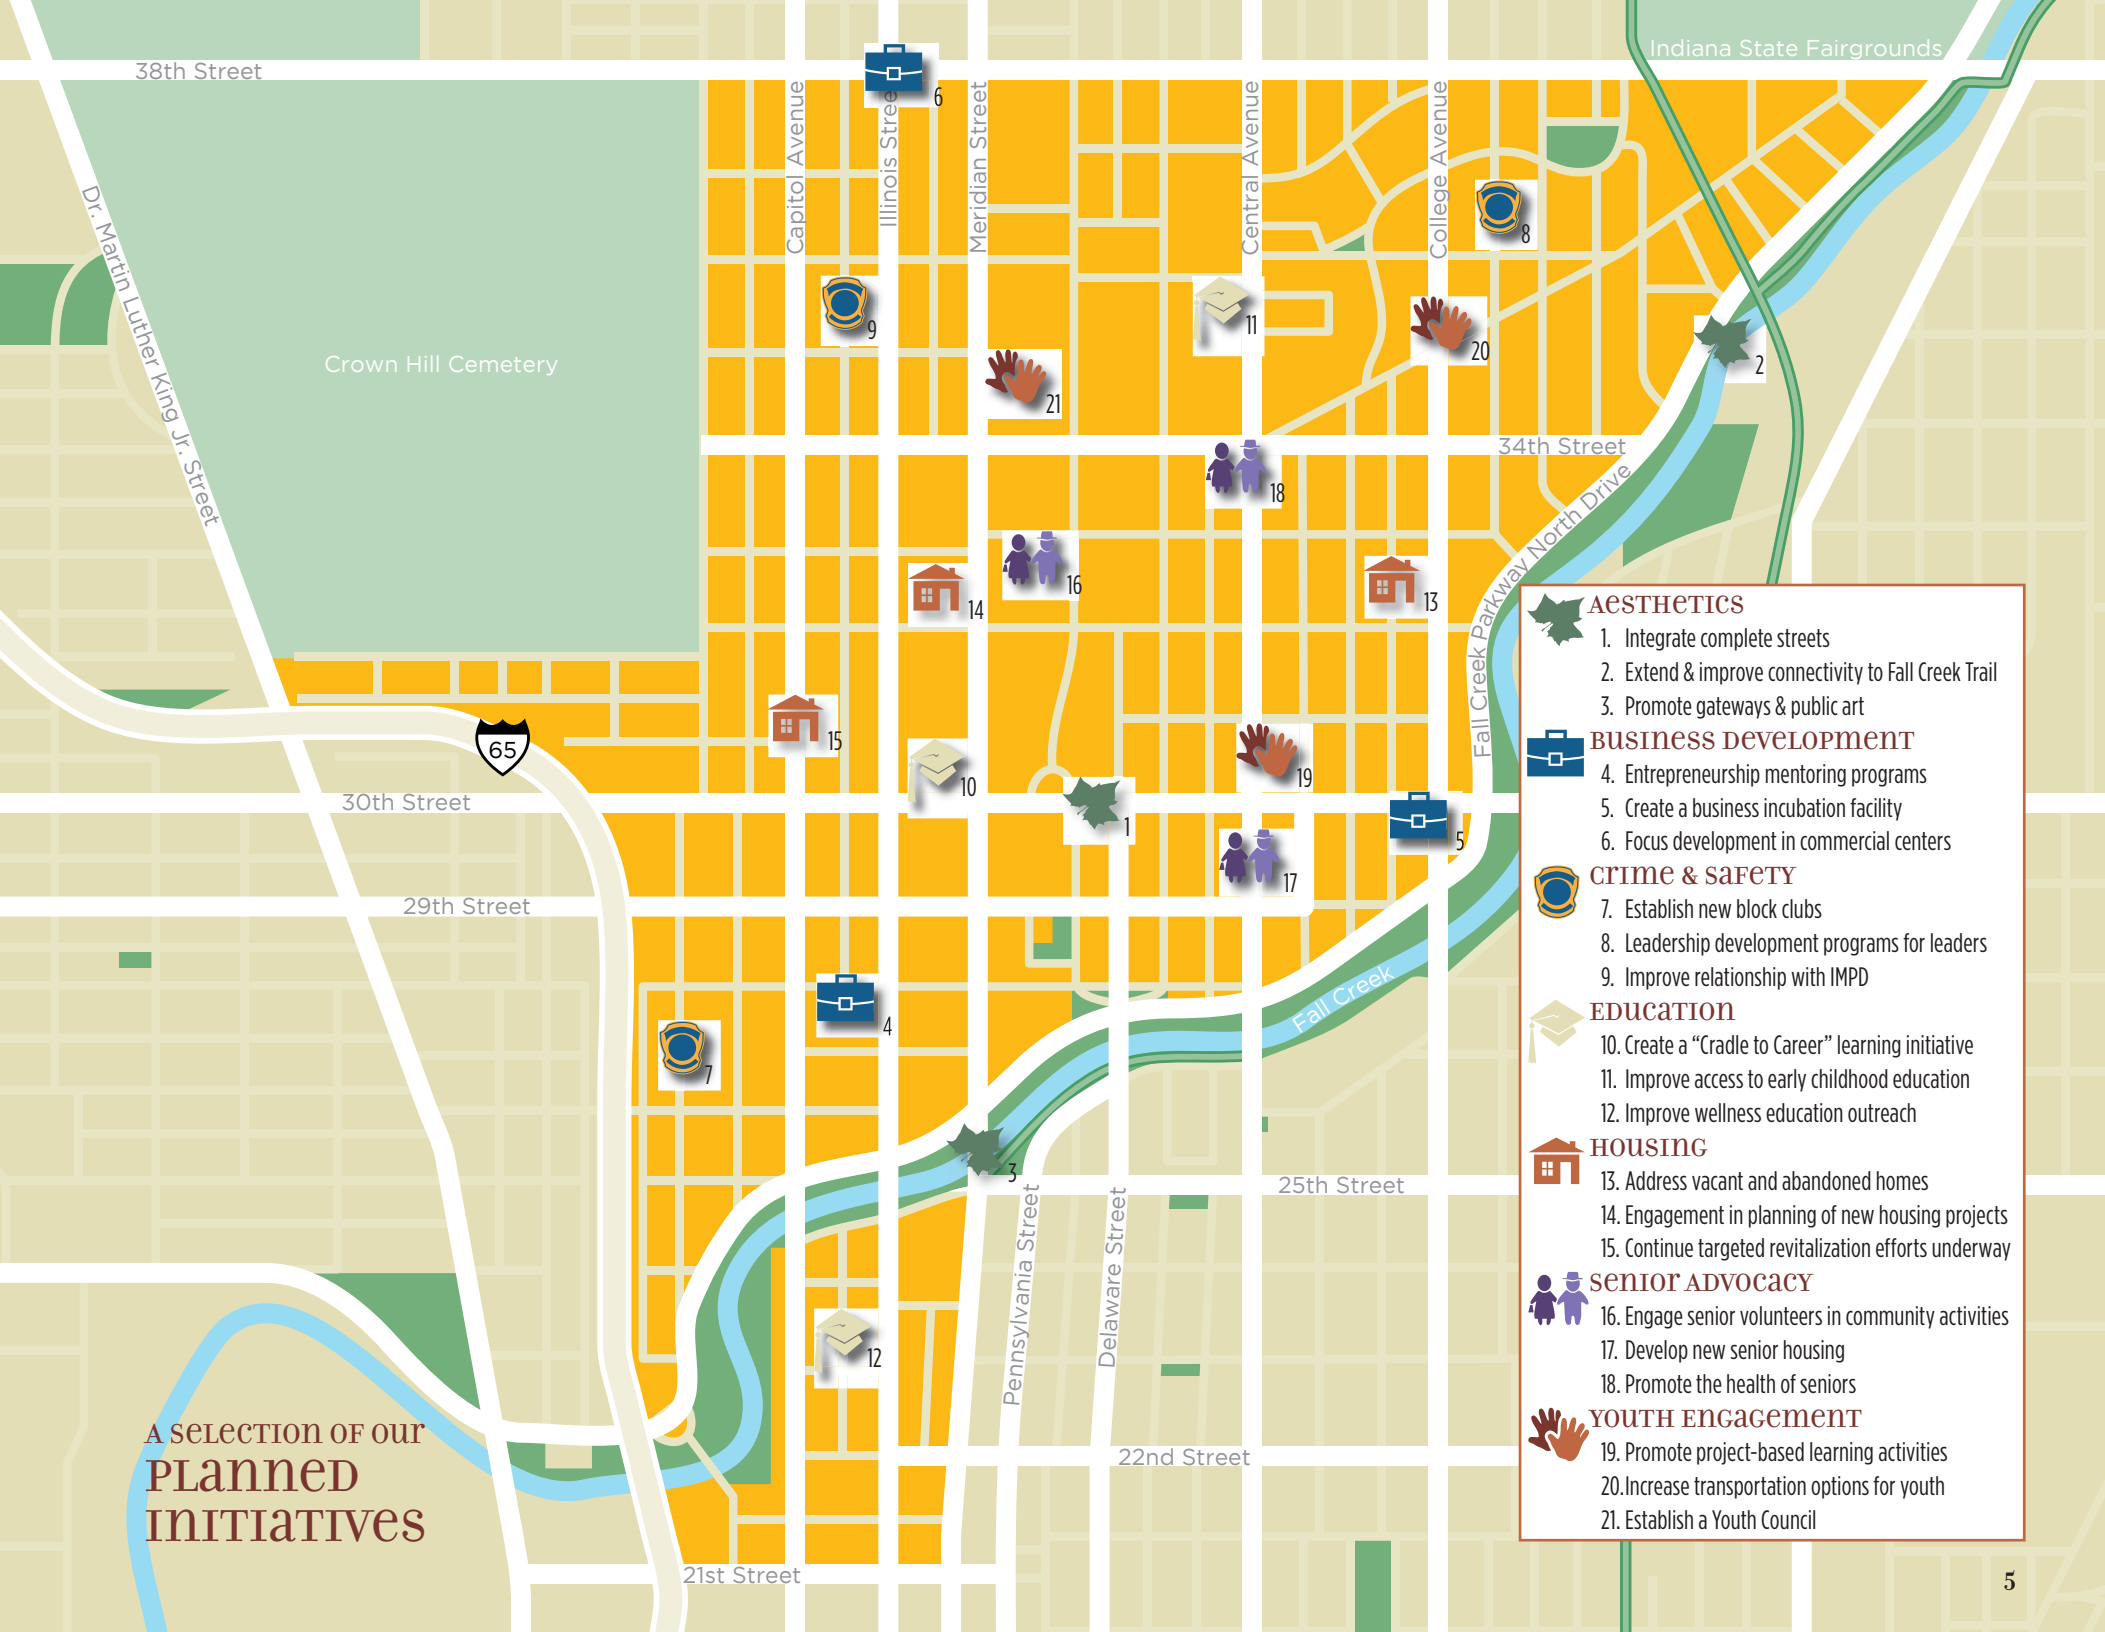 Indiana State Fairgrounds
38th Street
6
Capitol Avenue
Illinois Street
Meridian Street
Central Avenue
College Avenue
Dr. Martin Luther King Jr. Street
8
9
11
20
2
Crown Hill Cemetery
21
34th Street
18
Fall Creek Parkway North Drive
16
14
13
15
65
10
19
30th Street
1
5
17
29th Street
Fall Creek
4
7
3
25th Street
Pennsylvania Street
Delaware Street
12
22nd Street
21st Street
A Selection of our
Planned
Initiatives
Aesthetics
1. Integrate complete streets
2. Extend & improve connectivity to Fall Creek Trail
3. Promote gateways & public art
Business Development
4. Entrepreneurship mentoring programs
5. Create a business incubation facility
6. Focus development in commercial centers
Crime & Safety
7. Establish new block clubs
8. Leadership development programs for leaders
9. Improve relationship with IMPD
Education
10. Create a “Cradle to Career” learning initiative
11. Improve access to early childhood education
12. Improve wellness education outreach
Housing
13. Address vacant and abandoned homes
14. Engagement in planning of new housing projects
15. Continue targeted revitalization efforts underway
Senior Advocacy
16. Engage senior volunteers in community activities
17. Develop new senior housing
18. Promote the health of seniors
Youth Engagement
19. Promote project-based learning activities
20. Increase transportation options for youth
21. Establish a Youth Council
5